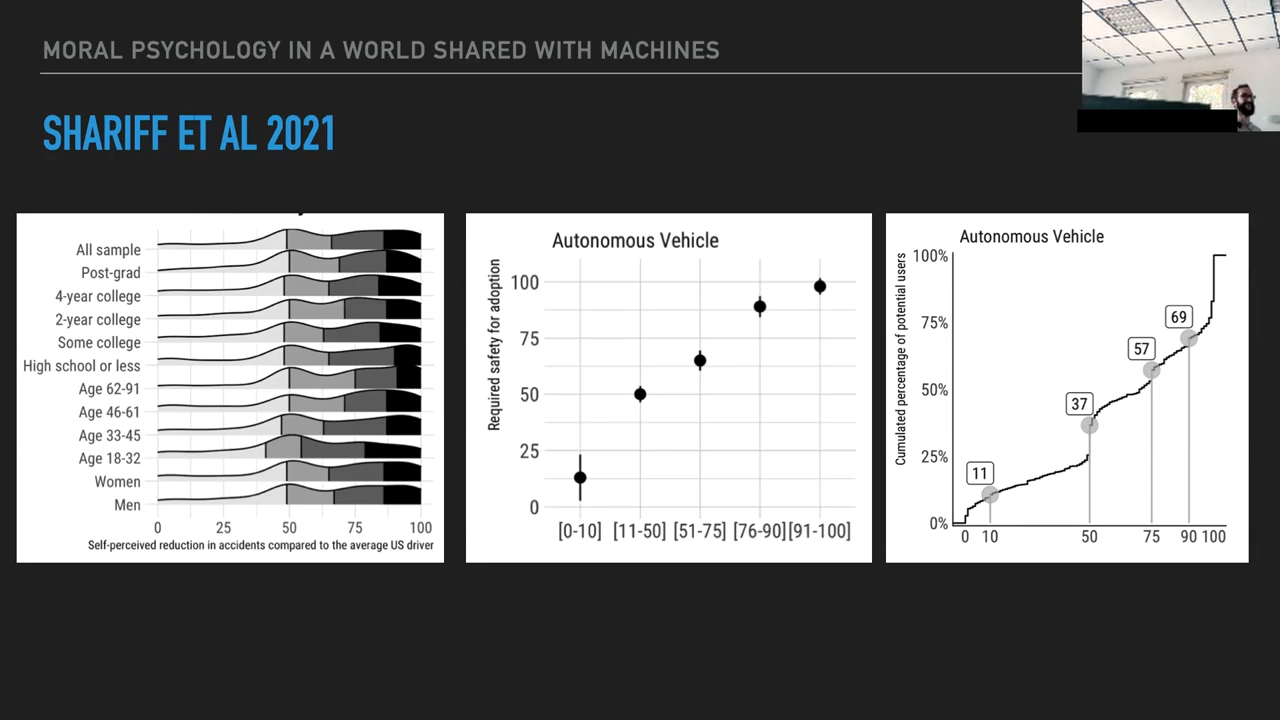 MORAL PSYCHOLOGY IN A WORLD SHARED WITH MACHINES
SHARIFF ET AL 2021
All sample
Post-grad
4-year college
2-year college
Some college
High school or less
Age 62-91
Age 46-61
Age 33-45
Age 18-32
Women
Men
0 25 50 75 100
Self-perceived reduction in accidents compared to the average US driver
Autonomous Vehicle
Required safety for adoption
100
75
50
25
0
[0-10] [11-50] [51-75] [76-90] [91-100]
Autonomous Vehicle
Cumulated percentage of potential users
100%
75%
50%
25%
0%
69
57
37
11
0 10 50 75 90 100